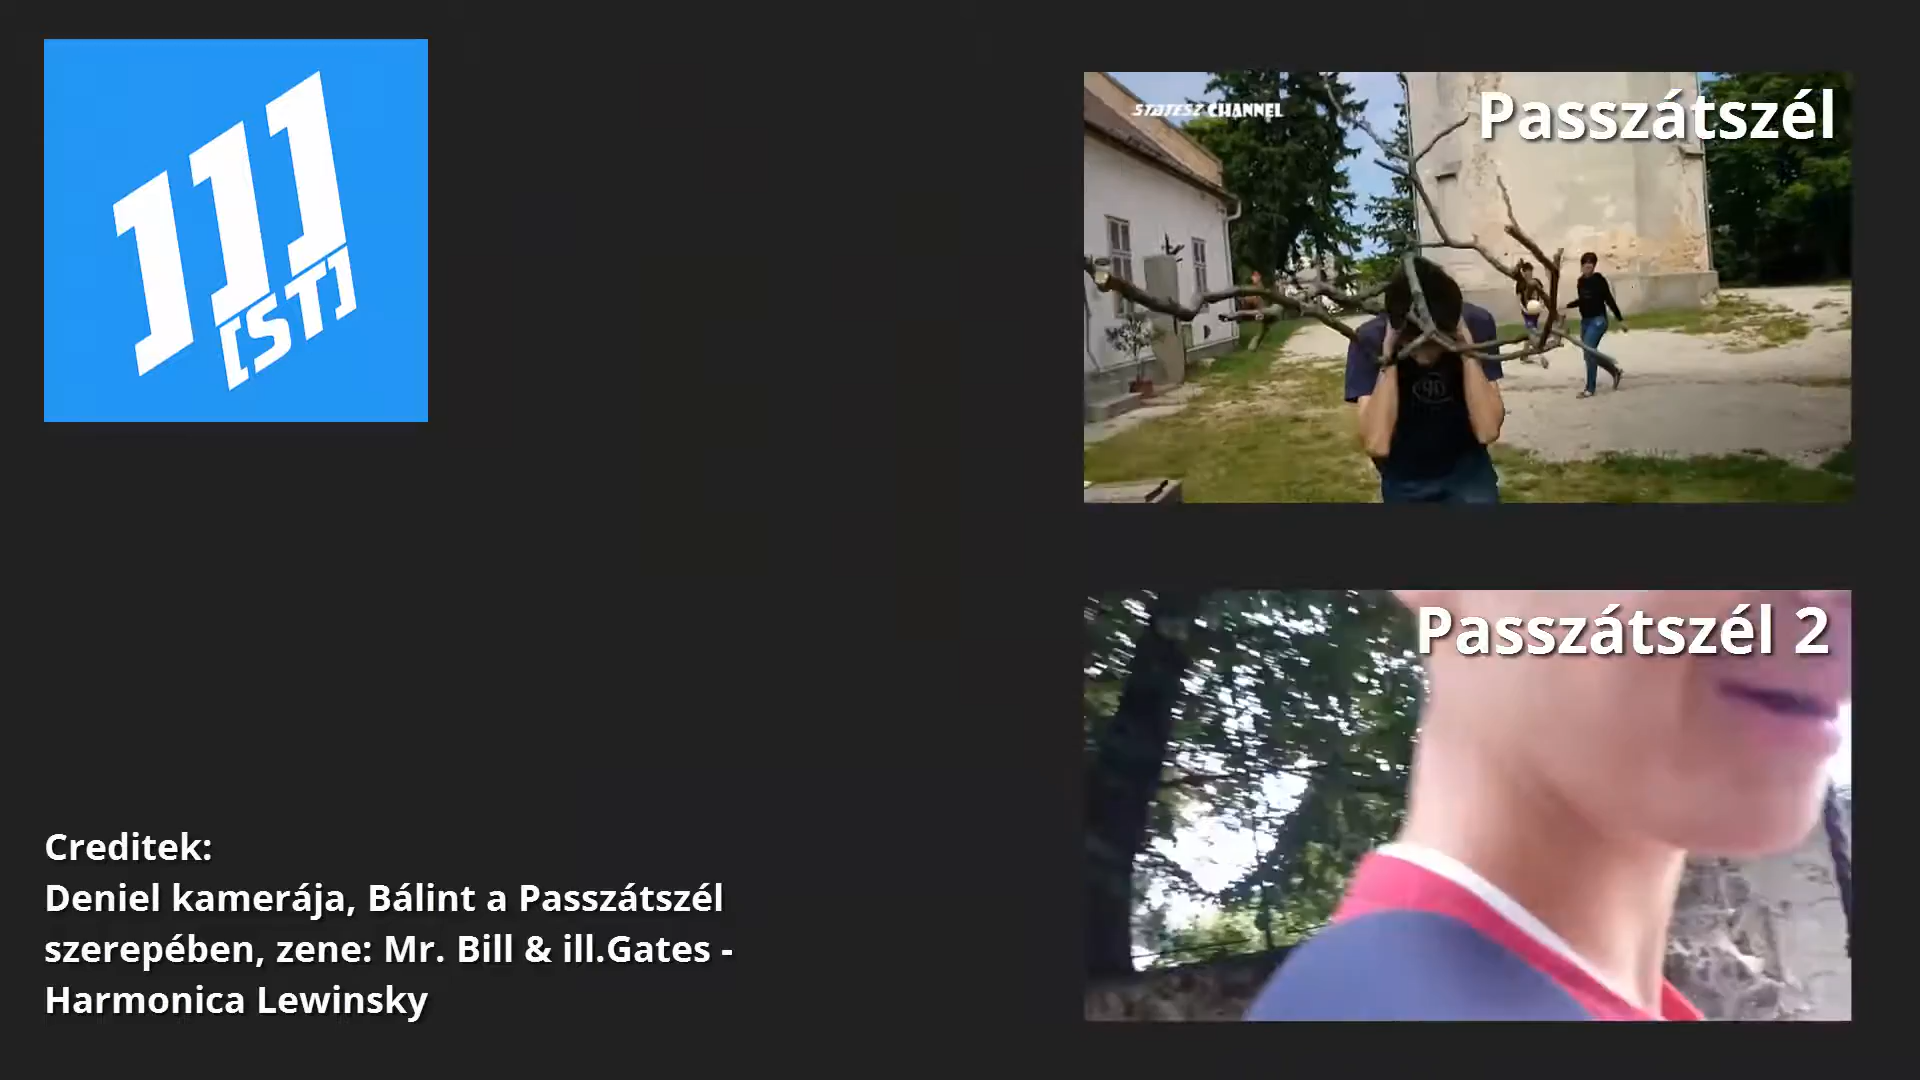 [ST]
STATESZ CHANNEL
Passzátszél
Passzátszél 2
Creditek:
Deniel kamerája, Bálint a Passzátszél
szerepében, zene: Mr. Bill & ill.Gates -
Harmonica Lewinsky